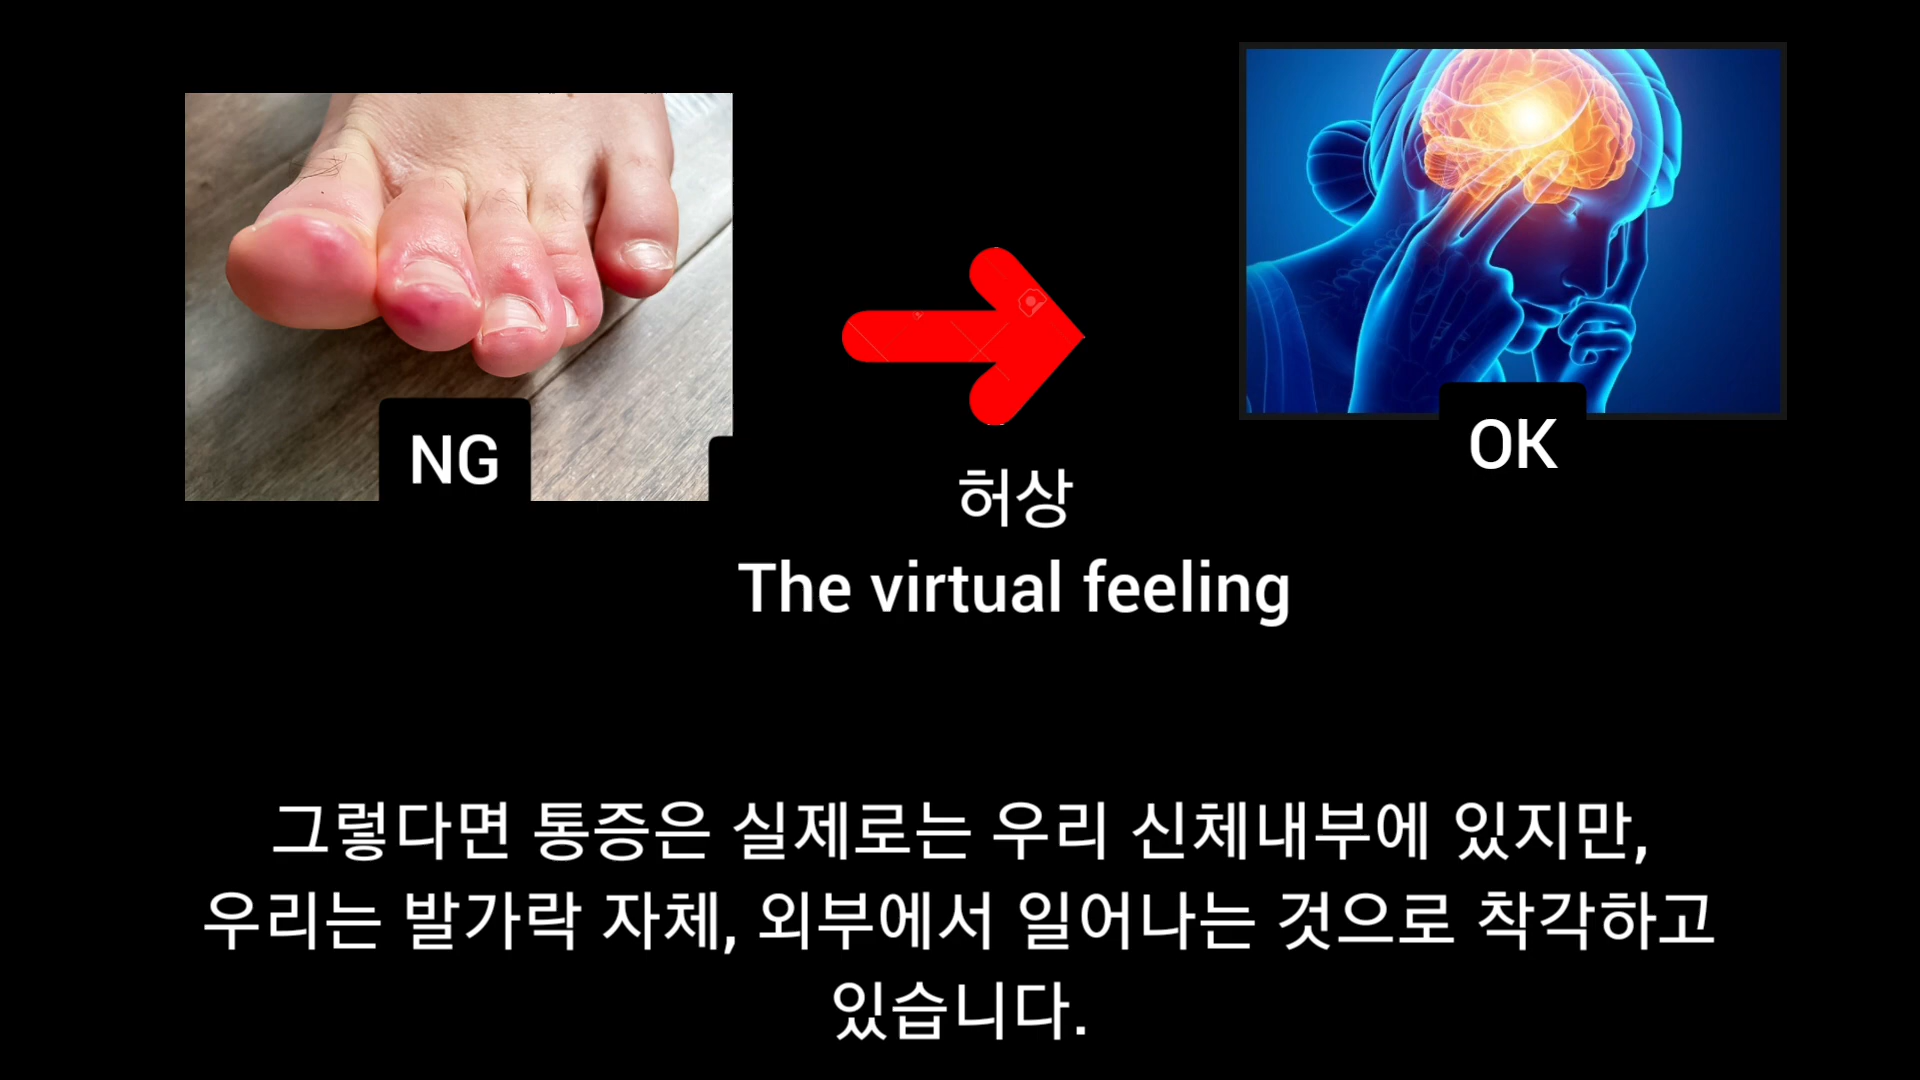 NG
OK
허상
The virtual feeling
그렇다면 통증은 실제로는 우리 신체내부에 있지만,
우리는 발가락 자체, 외부에서 일어나는 것으로 착각하고
있습니다.